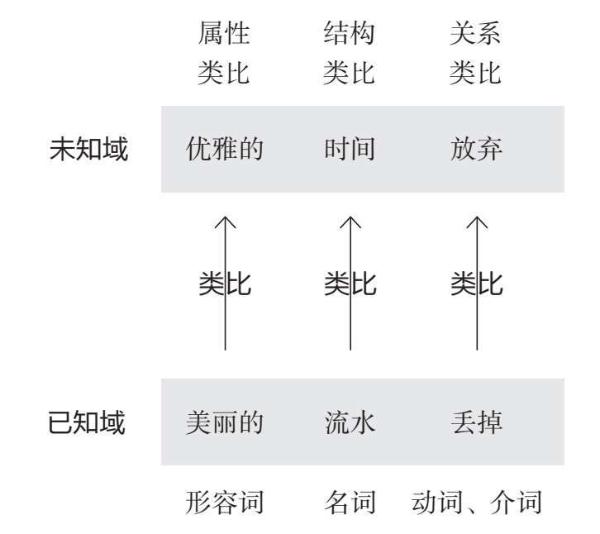 属性 结构 关系
类比 类比 类比
未知域 优雅的 时间 放弃
类比 类比 类比
已知域 美丽的 流水 丢掉
形容词 名词 动词、介词